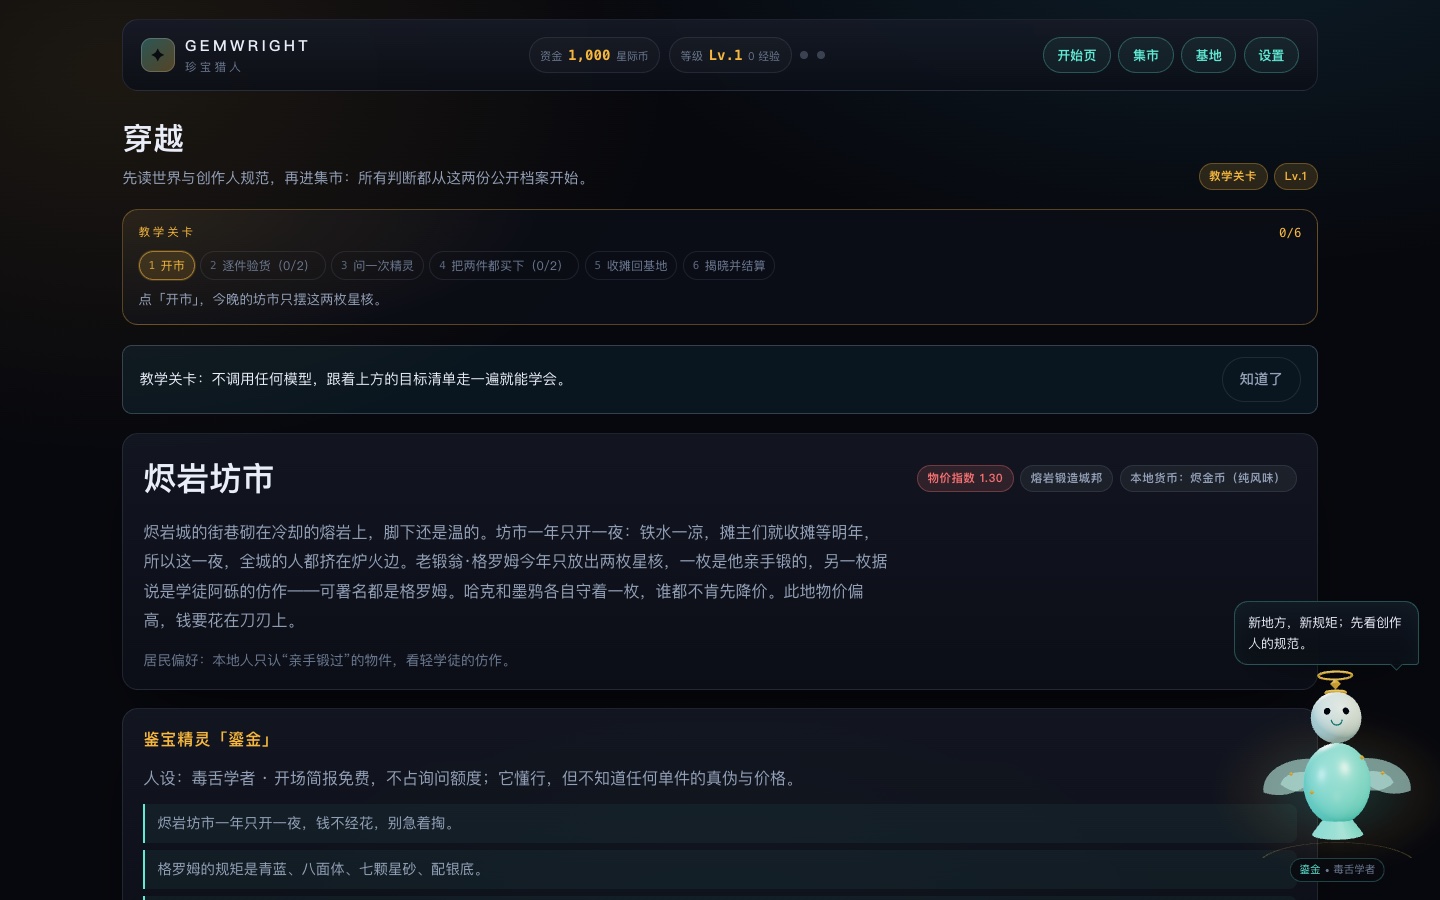 GEMWRIGHT
珍宝猎人
资金 1,000 星际币
等级 Lv.1 0 经验
开始页
集市
基地
设置
穿越
先读世界与创作人规范，再进集市：所有判断都从这两份公开档案开始。
教学关卡
Lv.1
教学关卡
0/6
1 开市
2 逐件验货（0/2）
3 问一次精灵
4 把两件都买下（0/2）
5 收摊回基地
6 揭晓并结算
点「开市」，今晚的坊市只摆这两枚星核。
教学关卡：不调用任何模型，跟着上方的目标清单走一遍就能学会。
知道了
烬岩坊市
物价指数 1.30
熔岩锻造城邦
本地货币：烬金币（纯风味）
烬岩城的街巷砌在冷却的熔岩上，脚下还是温的。坊市一年只开一夜：铁水一凉，摊主们就收摊等明年，
所以这一夜，全城的人都挤在炉火边。老锻翁·格罗姆今年只放出两枚星核，一枚是他亲手锻的，另一枚据
说是学徒阿砾的仿作——可署名都是格罗姆。哈克和墨鸦各自守着一枚，谁都不肯先降价。此地物价偏
高，钱要花在刀刃上。
居民偏好：本地人只认“亲手锻过”的物件，看轻学徒的仿作。
新地方，新规矩；先看创作
人的规范。
鉴宝精灵「鎏金」
人设：毒舌学者 · 开场简报免费，不占询问额度；它懂行，但不知道任何单件的真伪与价格。
烬岩坊市一年只开一夜，钱不经花，别急着掏。
格罗姆的规矩是青蓝、八面体、七颗星砂、配银底。
鎏金 • 毒舌学者